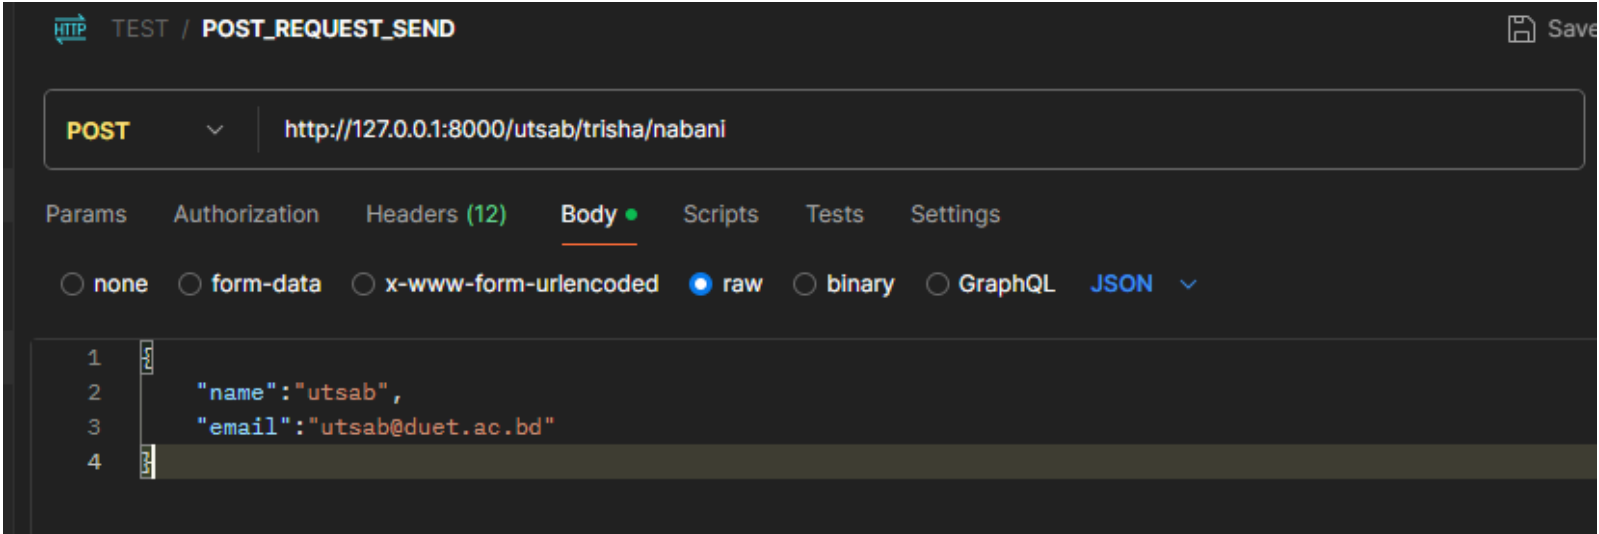 HTTP TEST / POST_REQUEST_SEND Save
POST http://127.0.0.1:8000/utsab/trisha/nabani
Params Authorization Headers (12) Body Scripts Tests Settings
none form-data x-www-form-urlencoded raw binary GraphQL JSON
1 {
2 "name":"utsab",
3 "email":"utsab@duet.ac.bd"
4 }